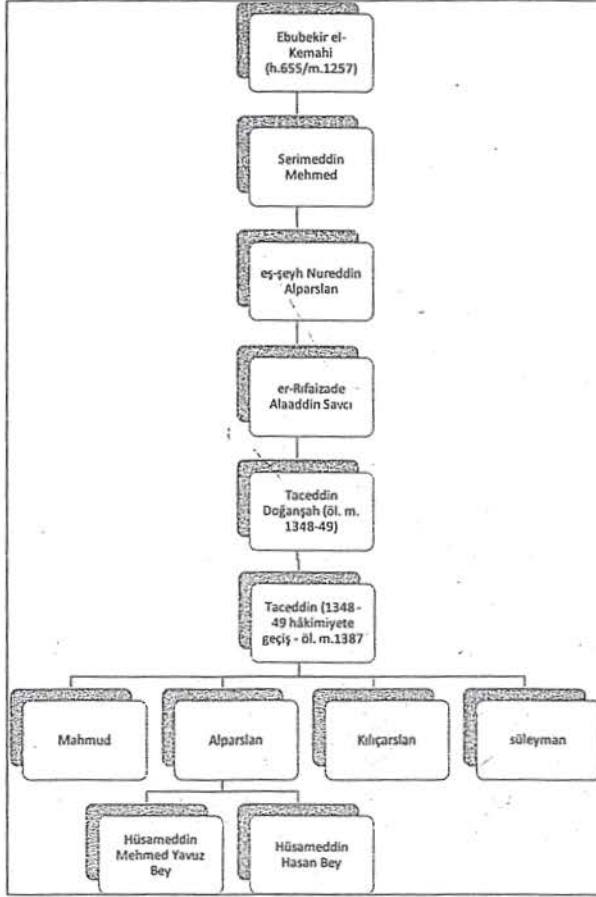 Ebubekir el-
Kemahi
(h.655/m.1257)
Serimeddin
Mehmed
eş-şeyh Nureddin
Alparslan
er-Rıfaizade
Alaaddin Savcı
Taceddin
Doğanşah (öl. m.
1348-49)
Taceddin (1348-
49 hâkimiyete
geçiş - öl. m.1387
Mahmud
Alparslan
Kılıçarslan
süleyman
Hüsameddin
Mehmed Yavuz
Bey
Hüsameddin
Hasan Bey